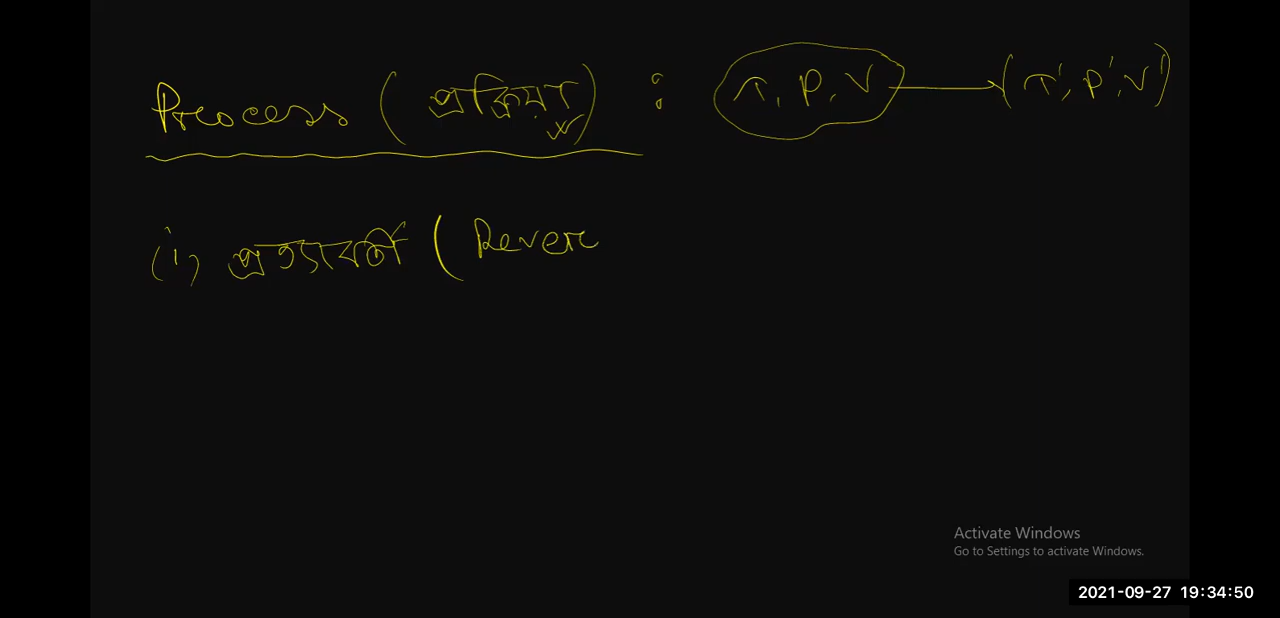 Process (প্রক্রিয়া) : T, P, V → (T', P', V')
(i) প্রত্যাবর্তী (Revers
Activate Windows
Go to Settings to activate Windows.
2021-09-27 19:34:50